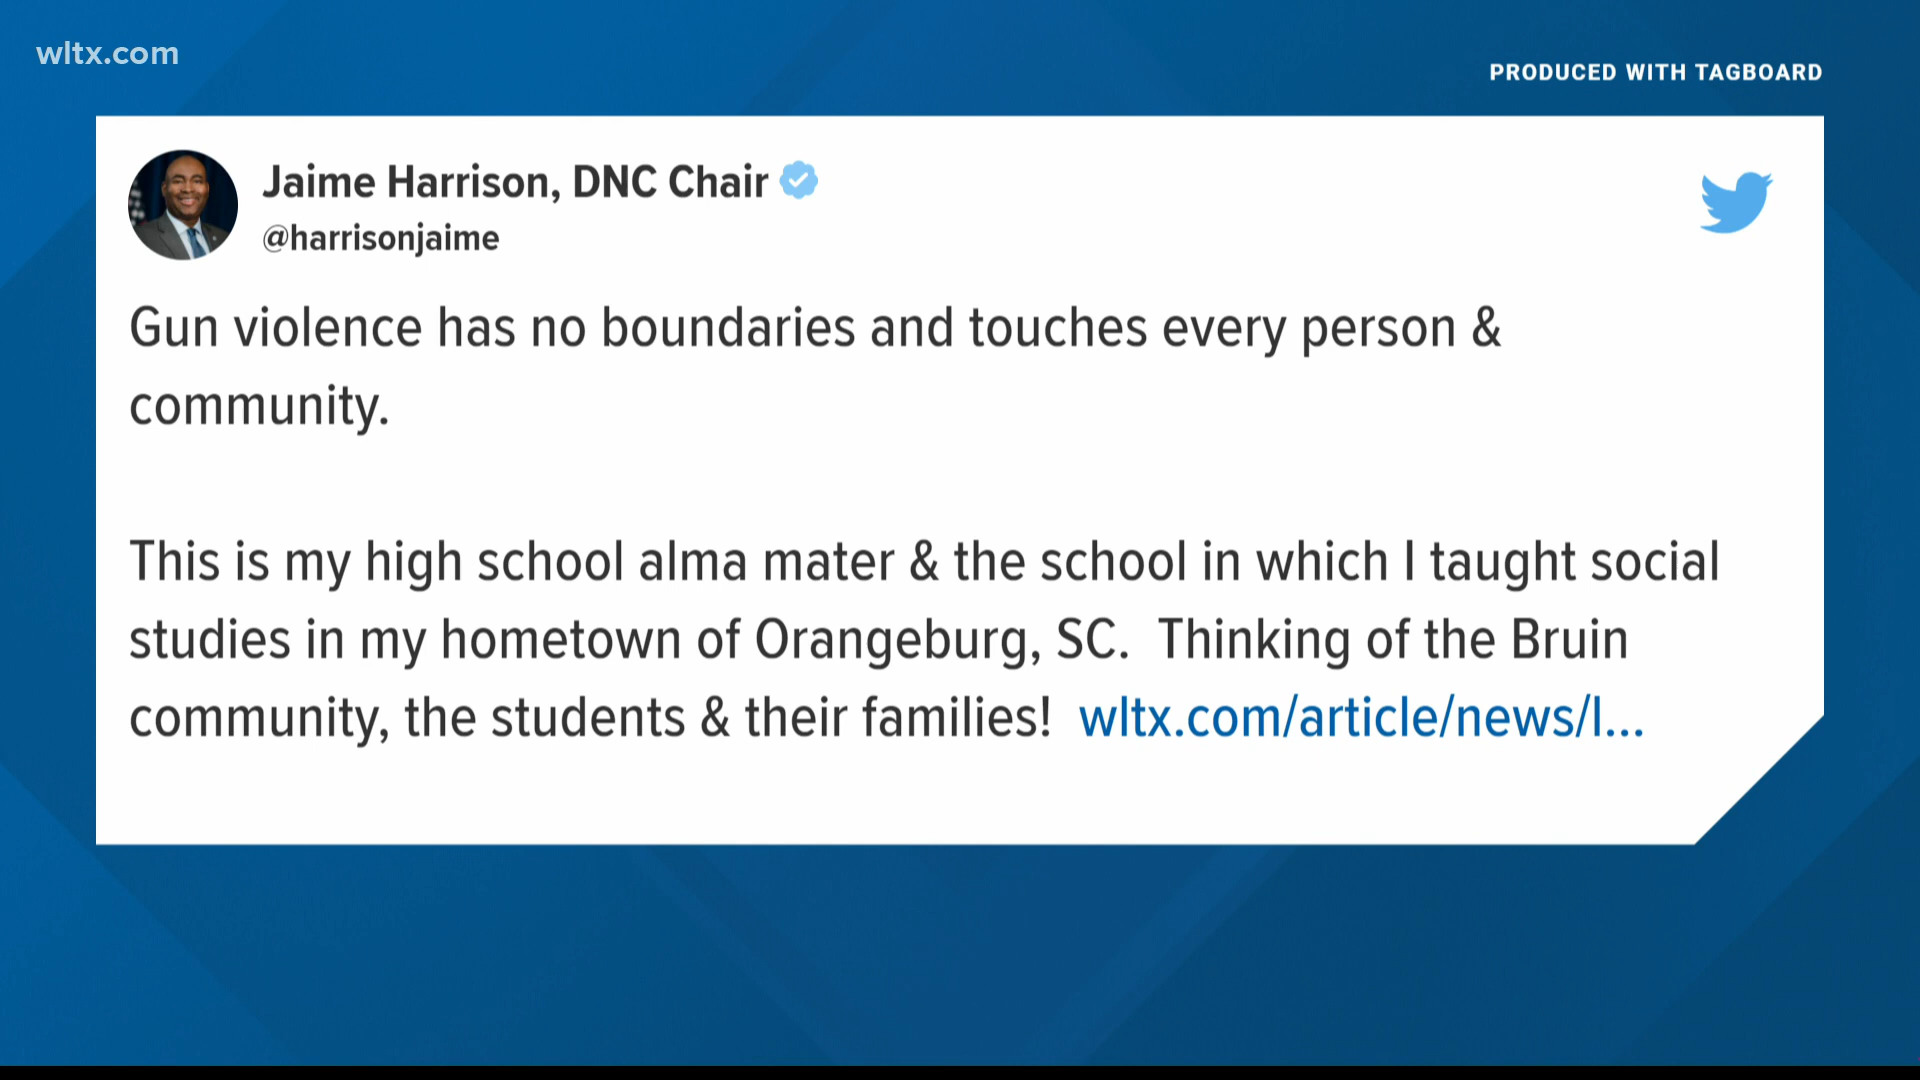 wltx.com
PRODUCED WITH TAGBOARD
Jaime Harrison, DNC Chair
@harrisonjaime
Gun violence has no boundaries and touches every person &
community.
This is my high school alma mater & the school in which I taught social
studies in my hometown of Orangeburg, SC.  Thinking of the Bruin
community, the students & their families!  wltx.com/article/news/l...